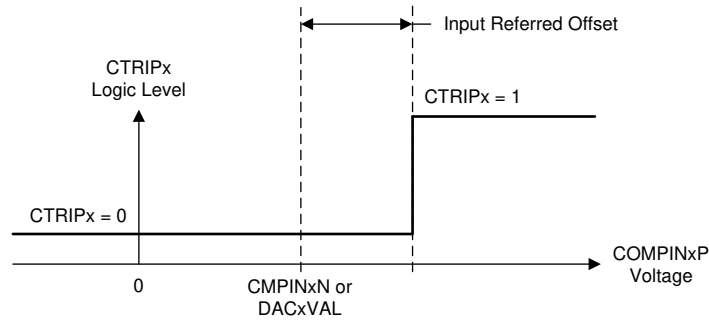 Input Referred Offset
CTRIPx
Logic Level
CTRIPx = 1
CTRIPx = 0
COMPINxP
Voltage
0
CMPINxN or
DACxVAL